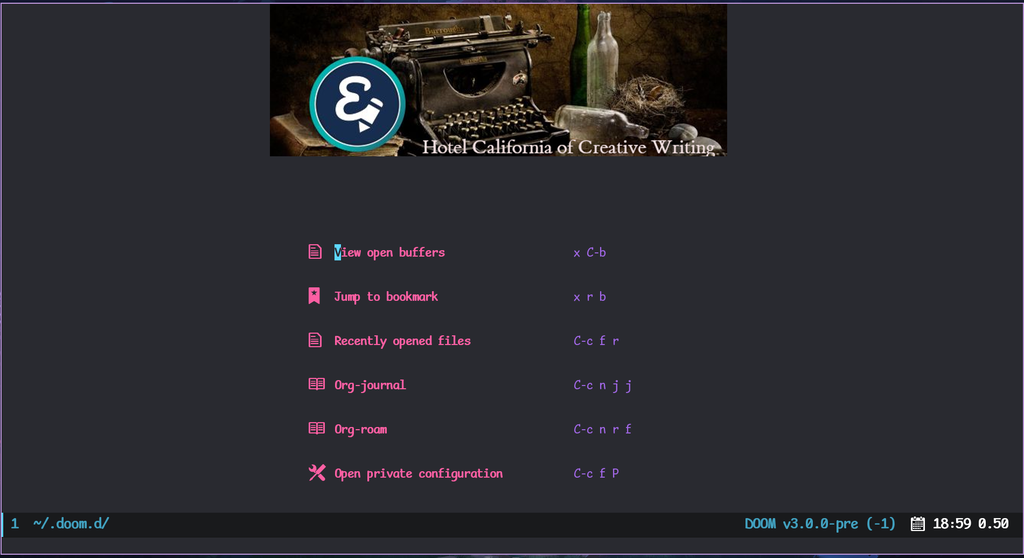 Burroughs
Hotel California of Creative Writing
View open buffers x C-b
Jump to bookmark x r b
Recently opened files C-c f r
Org-journal C-c n j j
Org-roam C-c n r f
Open private configuration C-c f P
1 ~/.doom.d/ DOOM v3.0.0-pre (-1) 18:59 0.50